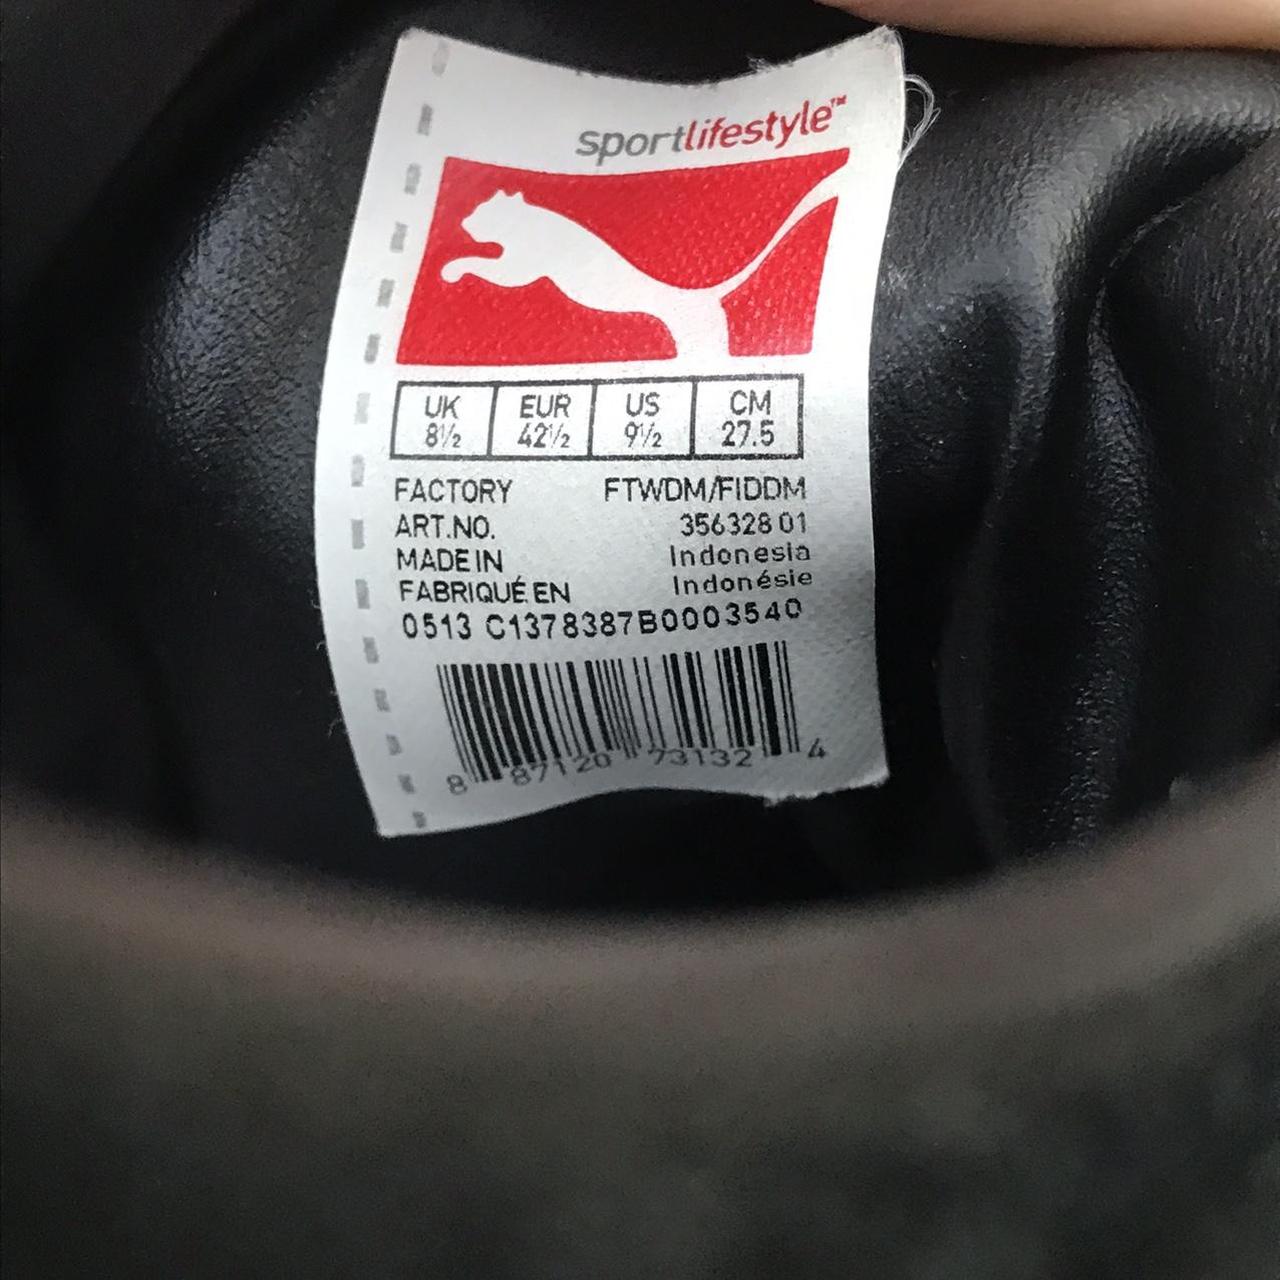 sportlifestyle™
UK EUR US CM
8½ 42½ 9½ 27.5
FACTORY FTWDM/FIDDM
ART.NO. 356328 01
MADE IN Indonesia
FABRIQUÉ EN Indonésie
0513 C1378387B0003540
8 87120 73132 4